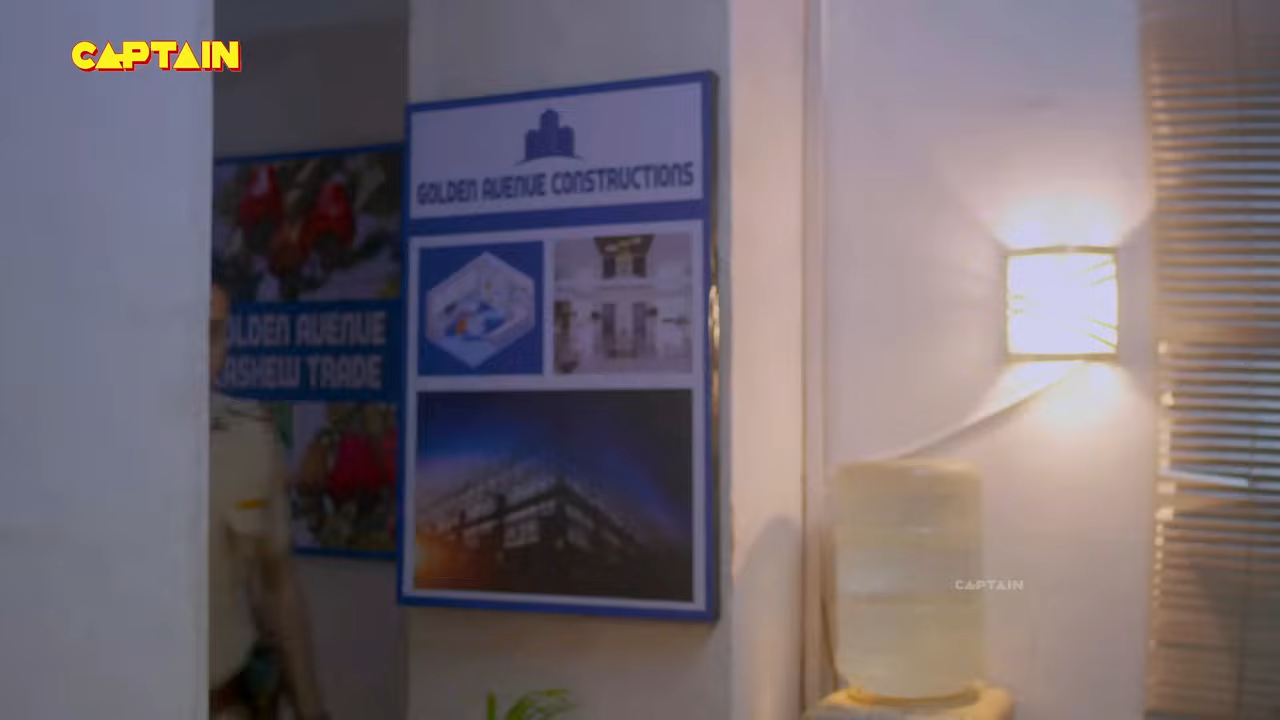 CAPTAIN
GOLDEN AVENUE CONSTRUCTIONS
OLDEN AVENUE
ASHEW TRADE
CAPTAIN